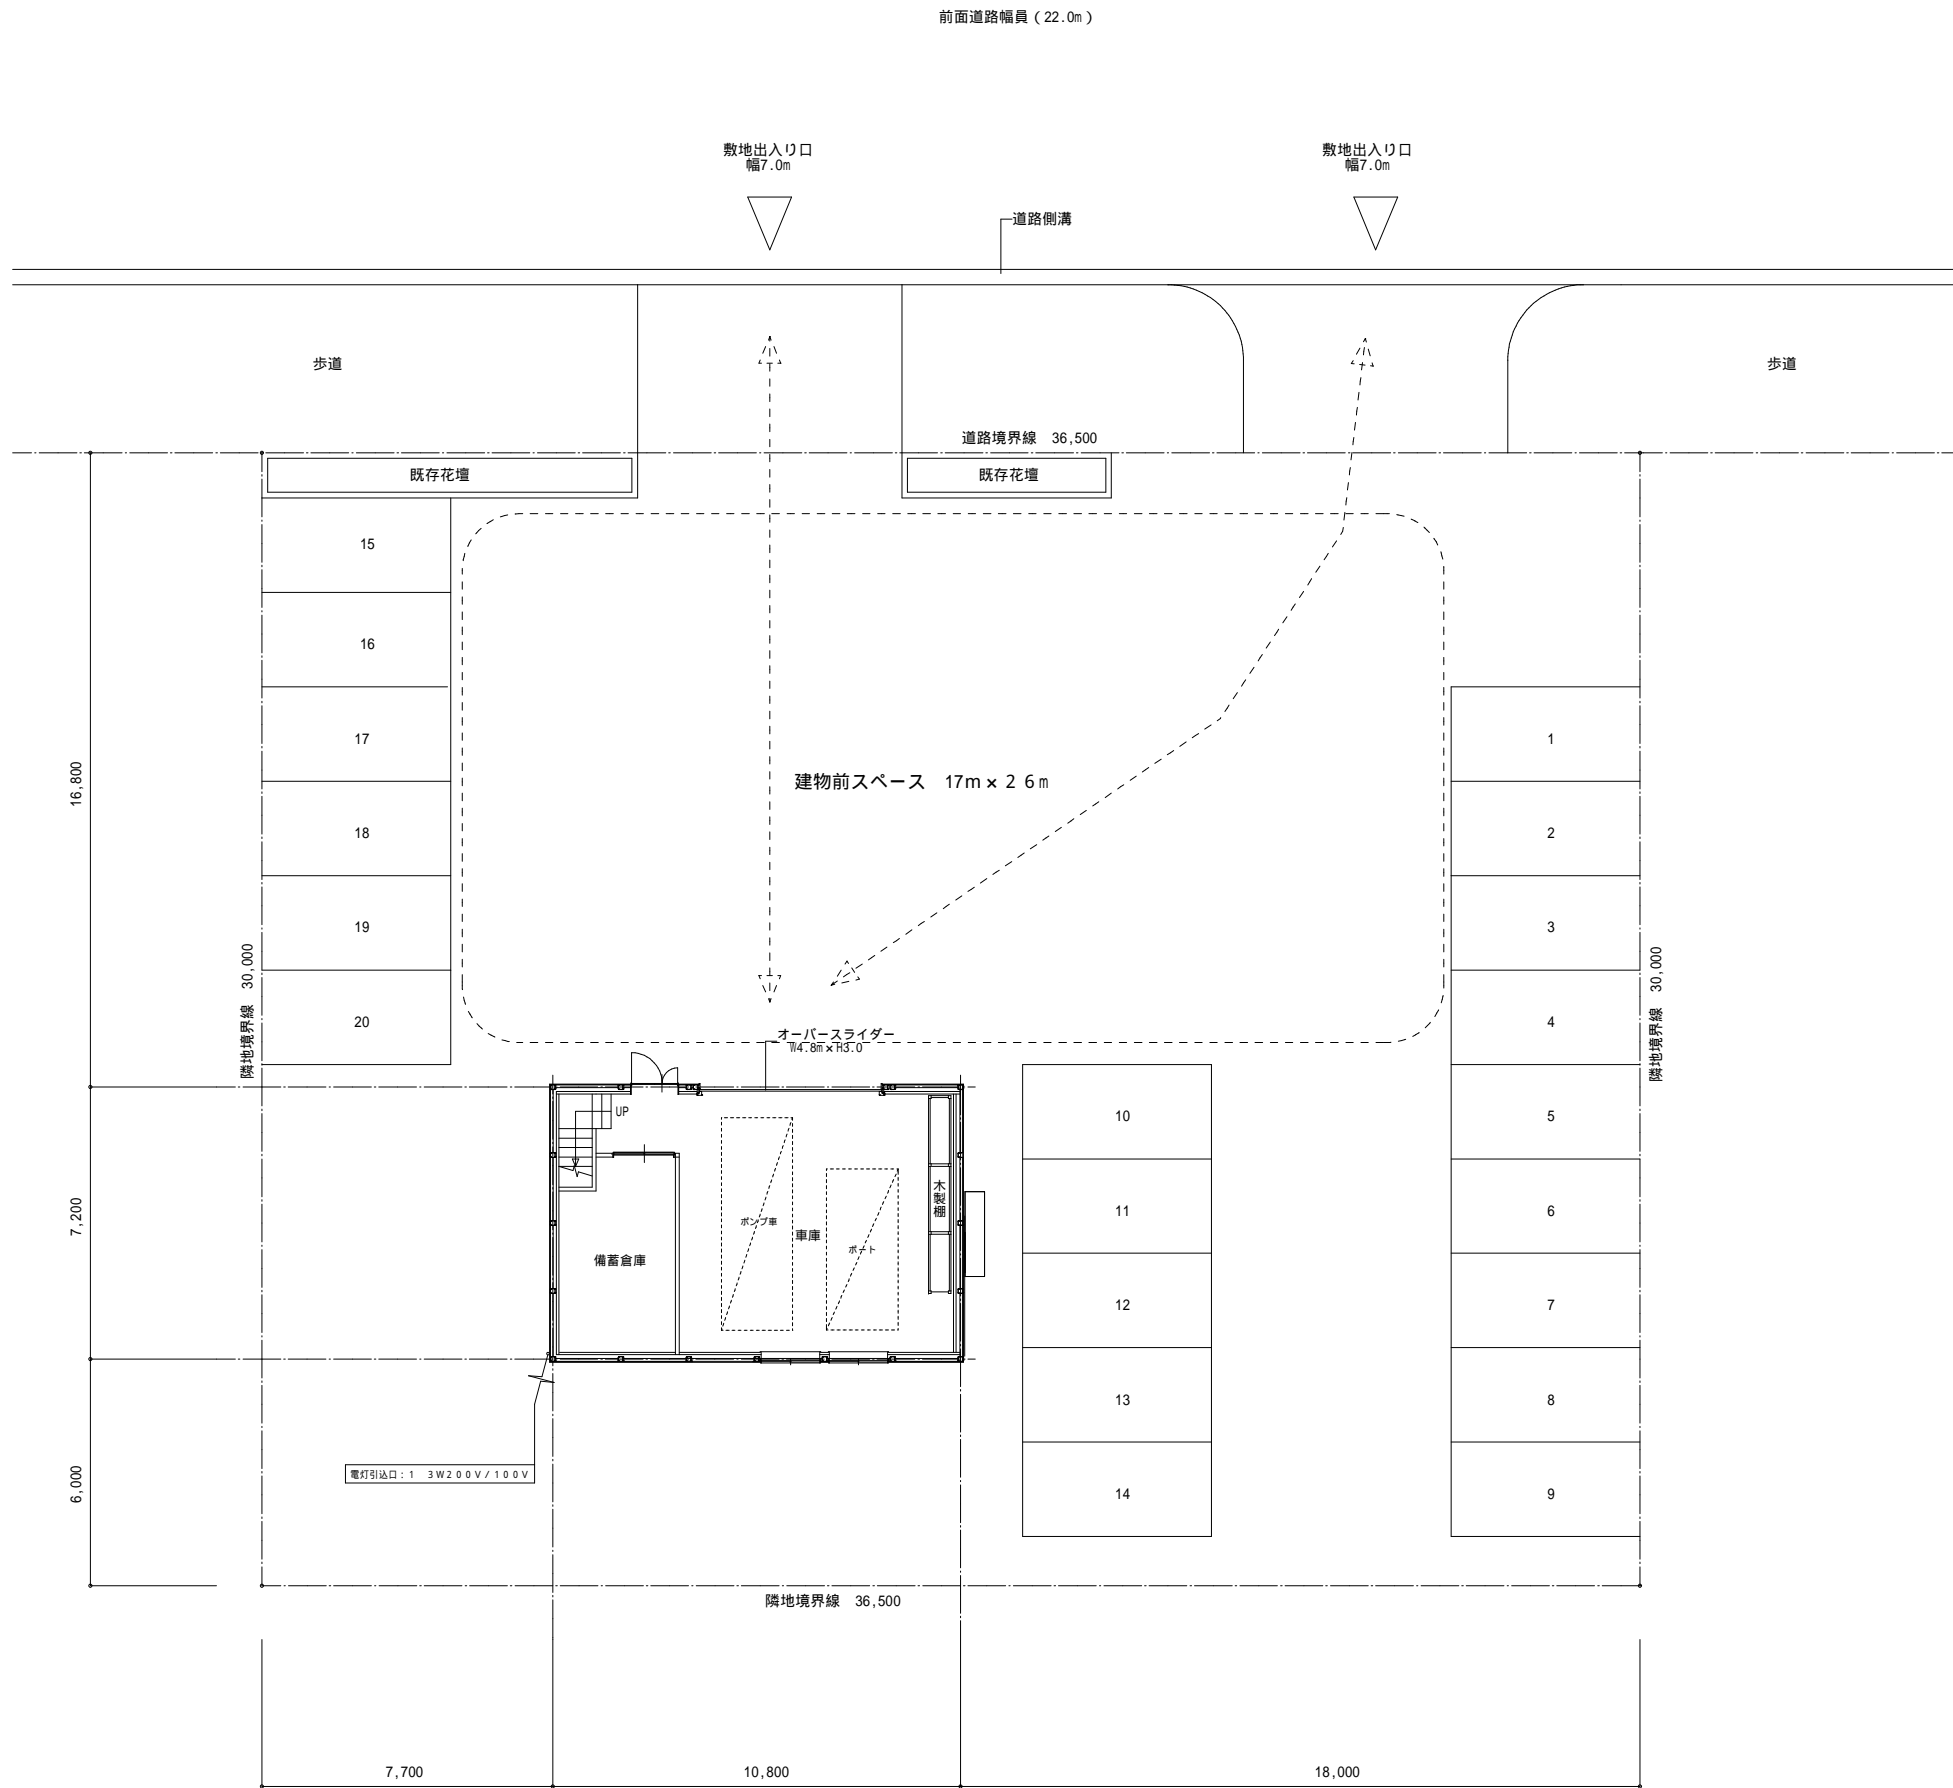 前面道路幅員(22.0m)
敷地出入り口
幅7.0m
敷地出入り口
幅7.0m
道路側溝
歩道
歩道
道路境界線 36,500
既存花壇
既存花壇
15
16
17
18
19
20
16,800
隣地境界線 30,000
建物前スペース 17m×26m
1
2
3
4
5
6
7
8
9
隣地境界線 30,000
オーバースライダー
W4.8m×H3.0
UP
ポンプ車
車庫
ボート
木製棚
備蓄倉庫
10
11
12
13
14
7,200
6,000
電灯引込口:1 3W200V/100V
隣地境界線 36,500
7,700
10,800
18,000